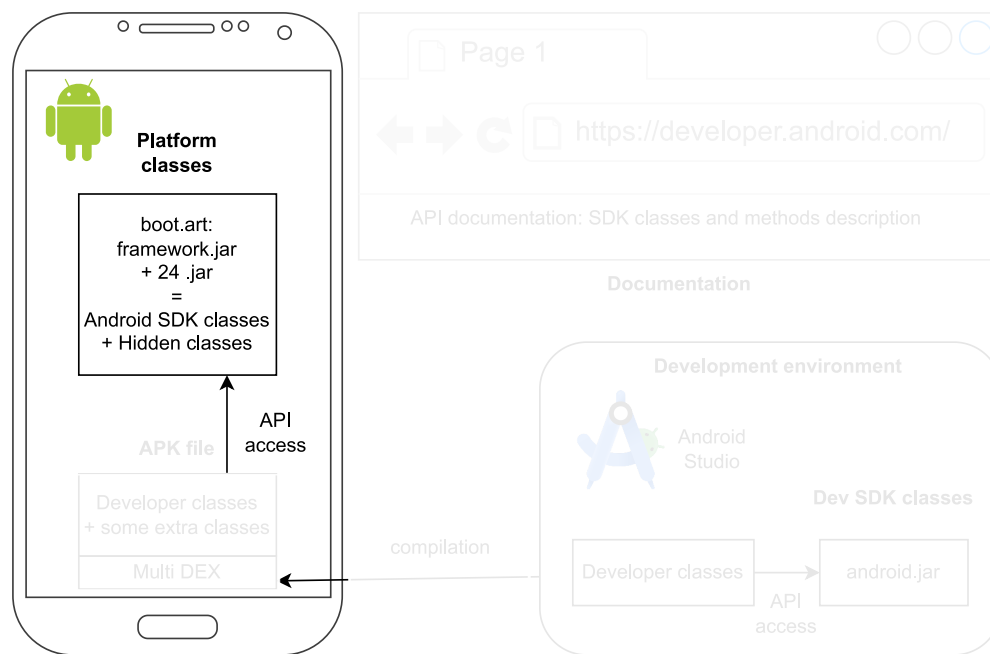 Platform
classes
boot.art:
framework.jar
+ 24 .jar
=
Android SDK classes
+ Hidden classes
API
access
APK file
Developer classes
+ some extra classes
Multi DEX
Page 1
https://developer.android.com/
API documentation: SDK classes and methods description
Documentation
compilation
Development environment
Android
Studio
Dev SDK classes
Developer classes
API
access
android.jar